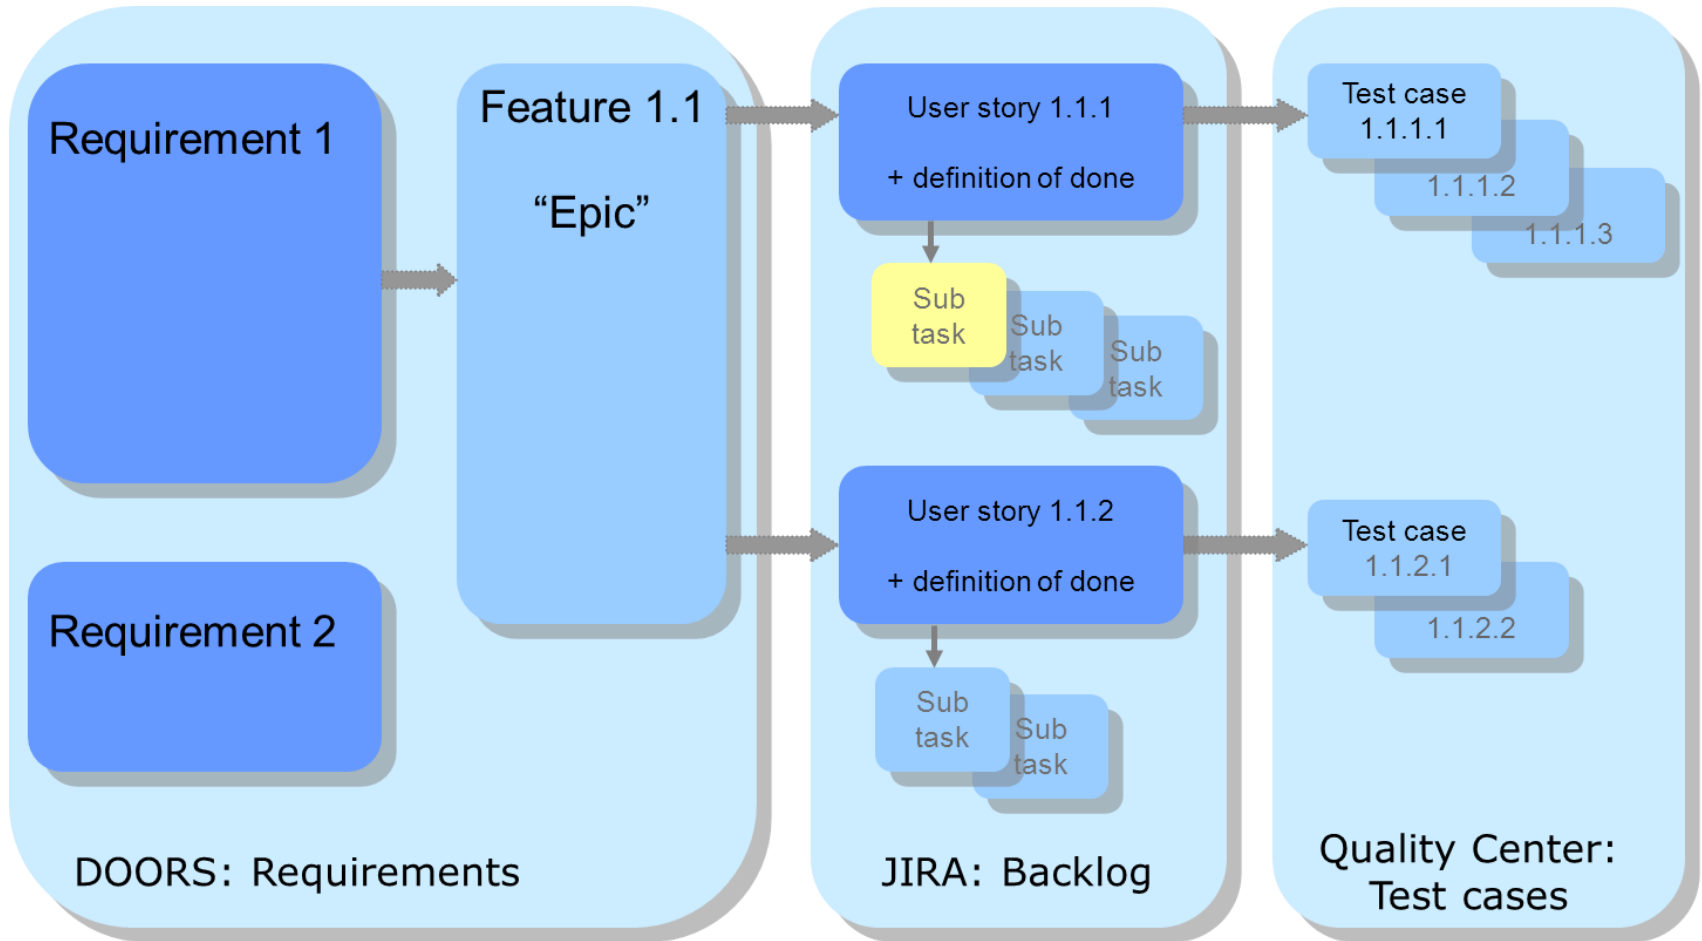 Requirement 1
Feature 1.1
“Epic”
Requirement 2
DOORS: Requirements
User story 1.1.1
+ definition of done
Sub
task
Sub
task
Sub
task
User story 1.1.2
+ definition of done
Sub
task
Sub
task
JIRA: Backlog
Test case
1.1.1.1
1.1.1.2
1.1.1.3
Test case
1.1.2.1
1.1.2.2
Quality Center:
Test cases